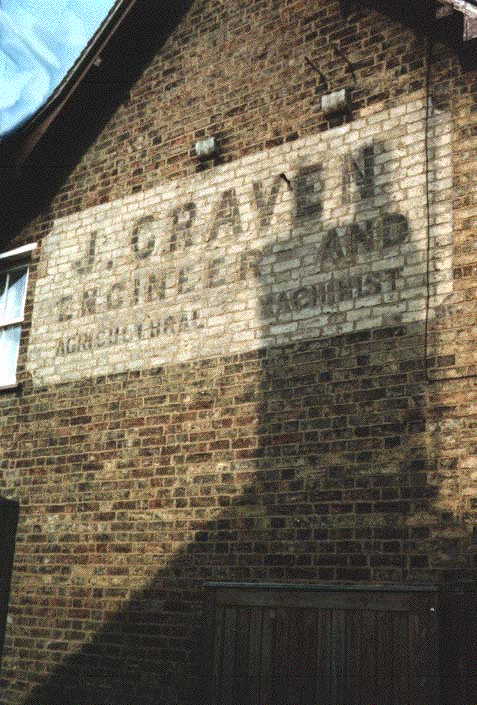 J. CRAVEN
ENGINEER AND
AGRICULTURAL MACHINIST